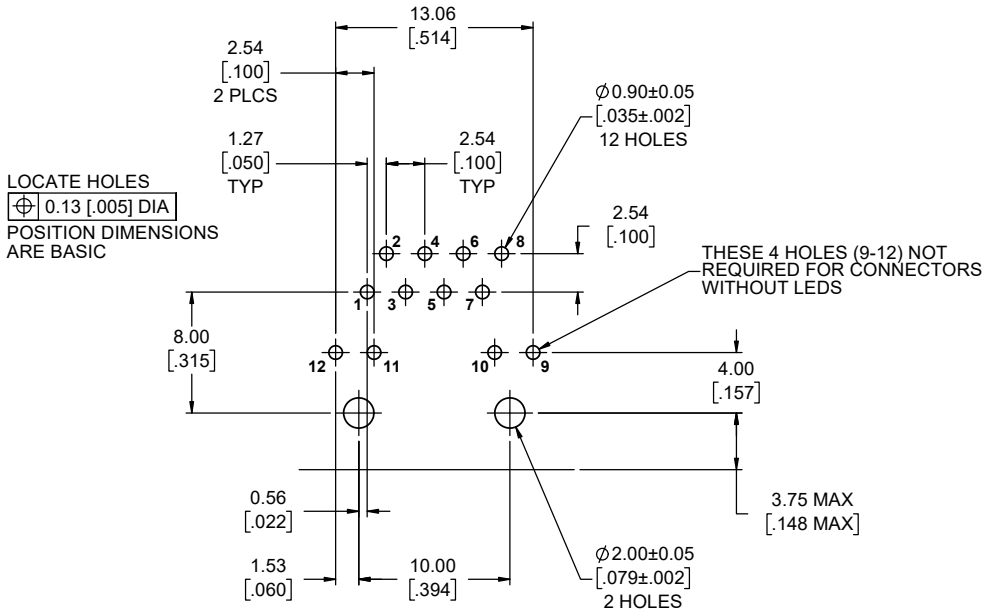 13.06
[.514]
2.54
[.100]
2 PLCS
Ø0.90±0.05
[.035±.002]
12 HOLES
1.27
[.050]
TYP
2.54
[.100]
TYP
LOCATE HOLES
⌖ 0.13 [.005] DIA
POSITION DIMENSIONS
ARE BASIC
2.54
[.100]
2 4 6 8
THESE 4 HOLES (9-12) NOT
REQUIRED FOR CONNECTORS
WITHOUT LEDS
1 3 5 7
8.00
[.315]
12 11 10 9
4.00
[.157]
0.56
[.022]
3.75 MAX
[.148 MAX]
1.53
[.060]
10.00
[.394]
Ø2.00±0.05
[.079±.002]
2 HOLES